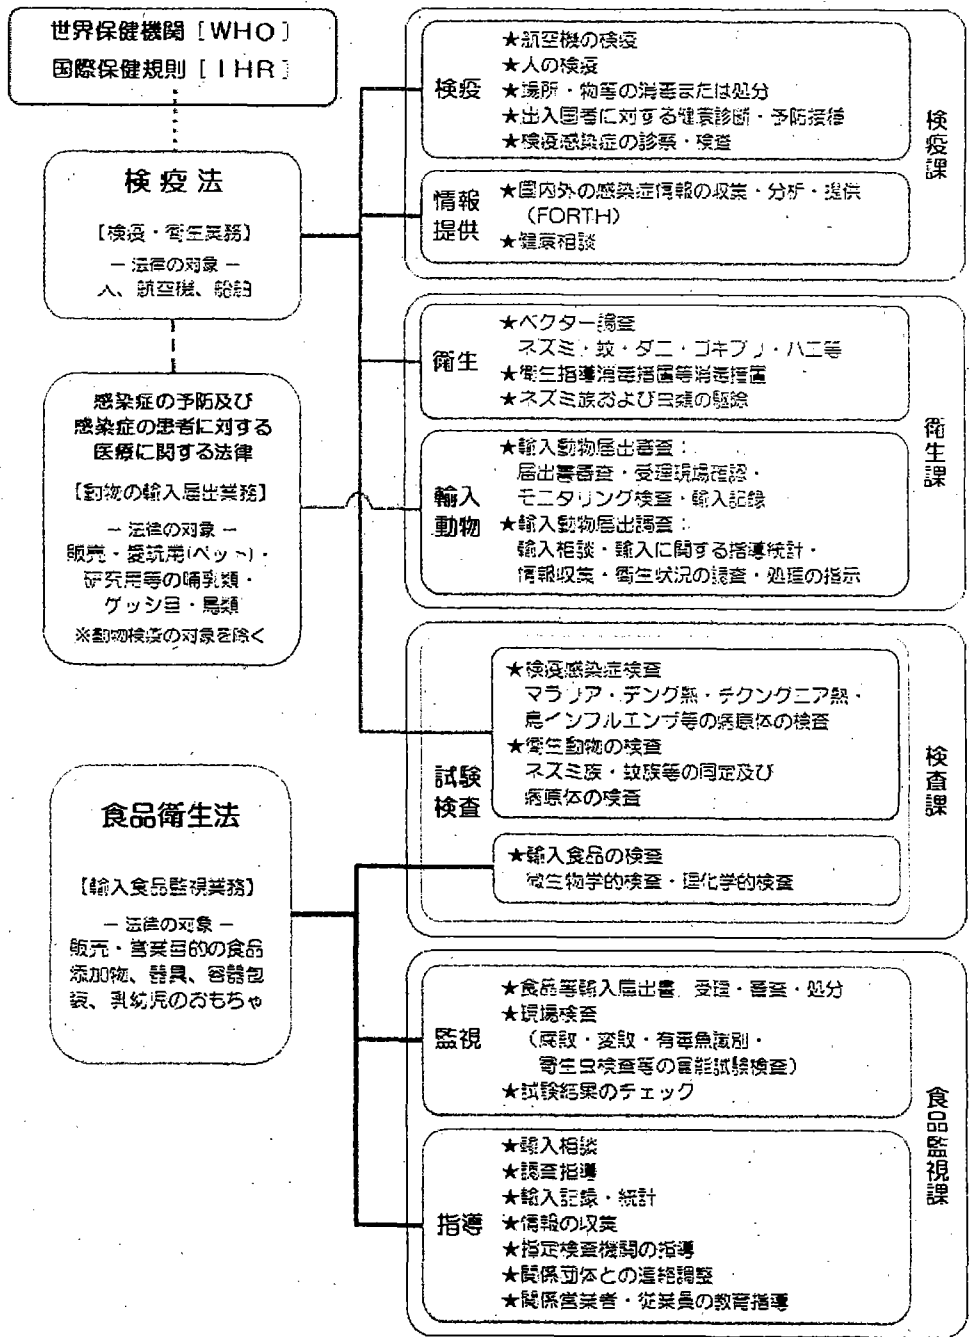 世界保健機関［WHO］
国際保健規則［IHR］
検疫法
【検疫・衛生業務】
― 法律の対象 ―
人、航空機、船舶
感染症の予防及び
感染症の患者に対する
医療に関する法律
【動物の輸入届出業務】
― 法律の対象 ―
販売・愛玩用(ペット)・
研究用等の哺乳類・
ゲッシ目・鳥類
※動物検疫の対象を除く
食品衛生法
【輸入食品監視業務】
― 法律の対象 ―
販売・営業目的の食品
添加物、器具、容器包
装、乳幼児のおもちゃ
検疫
★航空機の検疫
★人の検疫
★場所・物等の消毒または処分
★出入国者に対する健康診断・予防接種
★検疫感染症の診察・検査
情報
提供
★国内外の感染症情報の収集・分析・提供
（FORTH）
★健康相談
検疫課
衛生
★ベクター調査
ネズミ・蚊・ダニ・ゴキブリ・ハエ等
★衛生指導消毒措置等消毒措置
★ネズミ族および虫類の駆除
輸入
動物
★輸入動物届出審査：
届出書審査・受理現場確認・
モニタリング検査・輸入記録
★輸入動物届出調査：
輸入相談・輸入に関する指導統計・
情報収集・衛生状況の調査・処理の指示
衛生課
試験
検査
★検疫感染症検査
マラリア・デング熱・チクングニア熱・
鳥インフルエンザ等の病原体の検査
★衛生動物の検査
ネズミ族・蚊族等の同定及び
病原体の検査
★輸入食品の検査
微生物学的検査・理化学的検査
検査課
監視
★食品等輸入届出書 受理・審査・処分
★現場検査
（腐敗・変敗・有毒魚識別・
寄生虫検査等の官能試験検査）
★試験結果のチェック
指導
★輸入相談
★調査指導
★輸入記録・統計
★情報の収集
★指定検査機関の指導
★関係団体との連絡調整
★関係営業者・従業員の教育指導
食品監視課